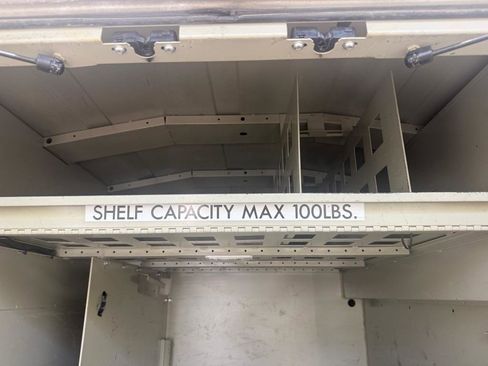 SHELF CAPACITY MAX 100LBS.